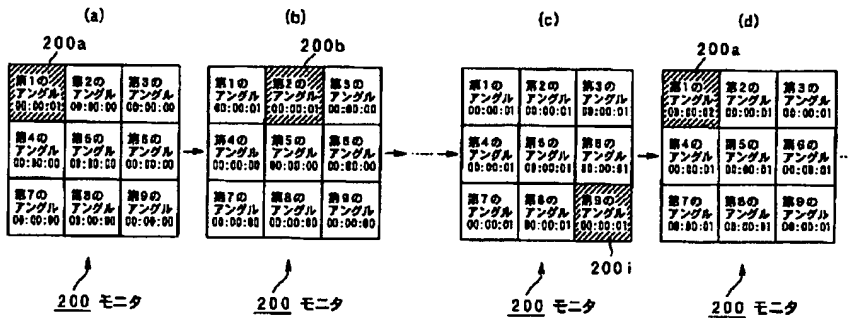 (a)
(b)
(c)
(d)
200a
200b
200a
第1の 第2の 第3の
アングル アングル アングル
00:00:01 00:00:00 00:00:00
第4の 第5の 第6の
アングル アングル アングル
00:00:00 00:00:00 00:00:00
第7の 第8の 第9の
アングル アングル アングル
00:00:00 00:00:00 00:00:00
200 モニタ
第1の 第2の 第3の
アングル アングル アングル
00:00:01 00:00:01 00:00:00
第4の 第5の 第6の
アングル アングル アングル
00:00:00 00:00:00 00:00:00
第7の 第8の 第9の
アングル アングル アングル
00:00:00 00:00:00 00:00:00
200 モニタ
第1の 第2の 第3の
アングル アングル アングル
00:00:01 00:00:01 00:00:01
第4の 第5の 第6の
アングル アングル アングル
00:00:01 00:00:01 00:00:01
第7の 第8の 第9の
アングル アングル アングル
00:00:01 00:00:01 00:00:01
200i
200 モニタ
第1の 第2の 第3の
アングル アングル アングル
00:00:02 00:00:01 00:00:01
第4の 第5の 第6の
アングル アングル アングル
00:00:01 00:00:01 00:00:01
第7の 第8の 第9の
アングル アングル アングル
00:00:01 00:00:01 00:00:01
200 モニタ